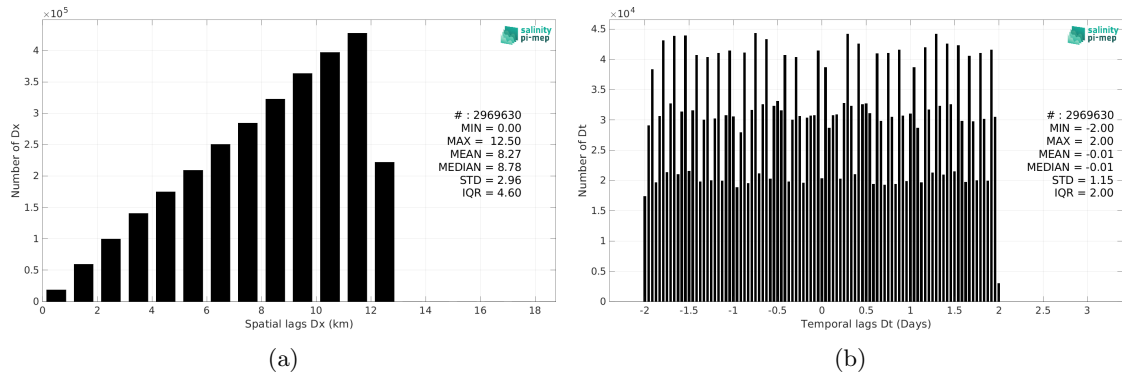 ×10⁵
4
3.5
3
2.5
2
1.5
1
0.5
0
Number of Dx
0 2 4 6 8 10 12 14 16 18
Spatial lags Dx (km)
salinity
pi-mep
# : 2969630
MIN = 0.00
MAX = 12.50
MEAN = 8.27
MEDIAN = 8.78
STD = 2.96
IQR = 4.60
(a)
×10⁴
4.5
4
3.5
3
2.5
2
1.5
1
0.5
0
Number of Dt
-2 -1.5 -1 -0.5 0 0.5 1 1.5 2 2.5 3
Temporal lags Dt (Days)
salinity
pi-mep
# : 2969630
MIN = -2.00
MAX = 2.00
MEAN = -0.01
MEDIAN = -0.01
STD = 1.15
IQR = 2.00
(b)